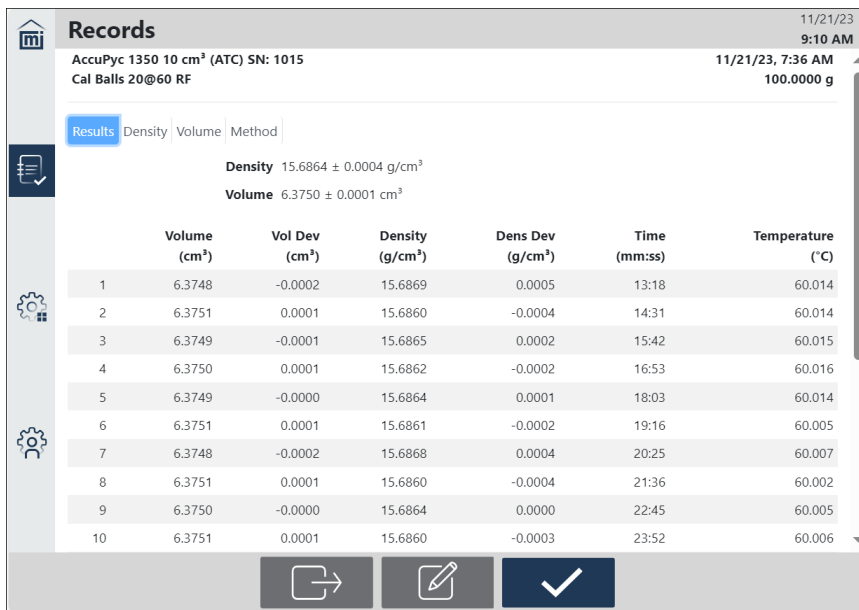 mi
Records
11/21/23
9:10 AM
AccuPyc 1350 10 cm³ (ATC) SN: 1015
11/21/23, 7:36 AM
Cal Balls 20@60 RF
100.0000 g
Results Density Volume Method
Density 15.6864 ± 0.0004 g/cm³
Volume 6.3750 ± 0.0001 cm³
Volume Vol Dev Density Dens Dev Time Temperature
(cm³) (cm³) (g/cm³) (g/cm³) (mm:ss) (°C)
1 6.3748 -0.0002 15.6869 0.0005 13:18 60.014
2 6.3751 0.0001 15.6860 -0.0004 14:31 60.014
3 6.3749 -0.0001 15.6865 0.0002 15:42 60.015
4 6.3750 0.0001 15.6862 -0.0002 16:53 60.016
5 6.3749 -0.0000 15.6864 0.0001 18:03 60.014
6 6.3751 0.0001 15.6861 -0.0002 19:16 60.005
7 6.3748 -0.0002 15.6868 0.0004 20:25 60.007
8 6.3751 0.0001 15.6860 -0.0004 21:36 60.002
9 6.3750 -0.0000 15.6864 0.0000 22:45 60.005
10 6.3751 0.0001 15.6860 -0.0003 23:52 60.006